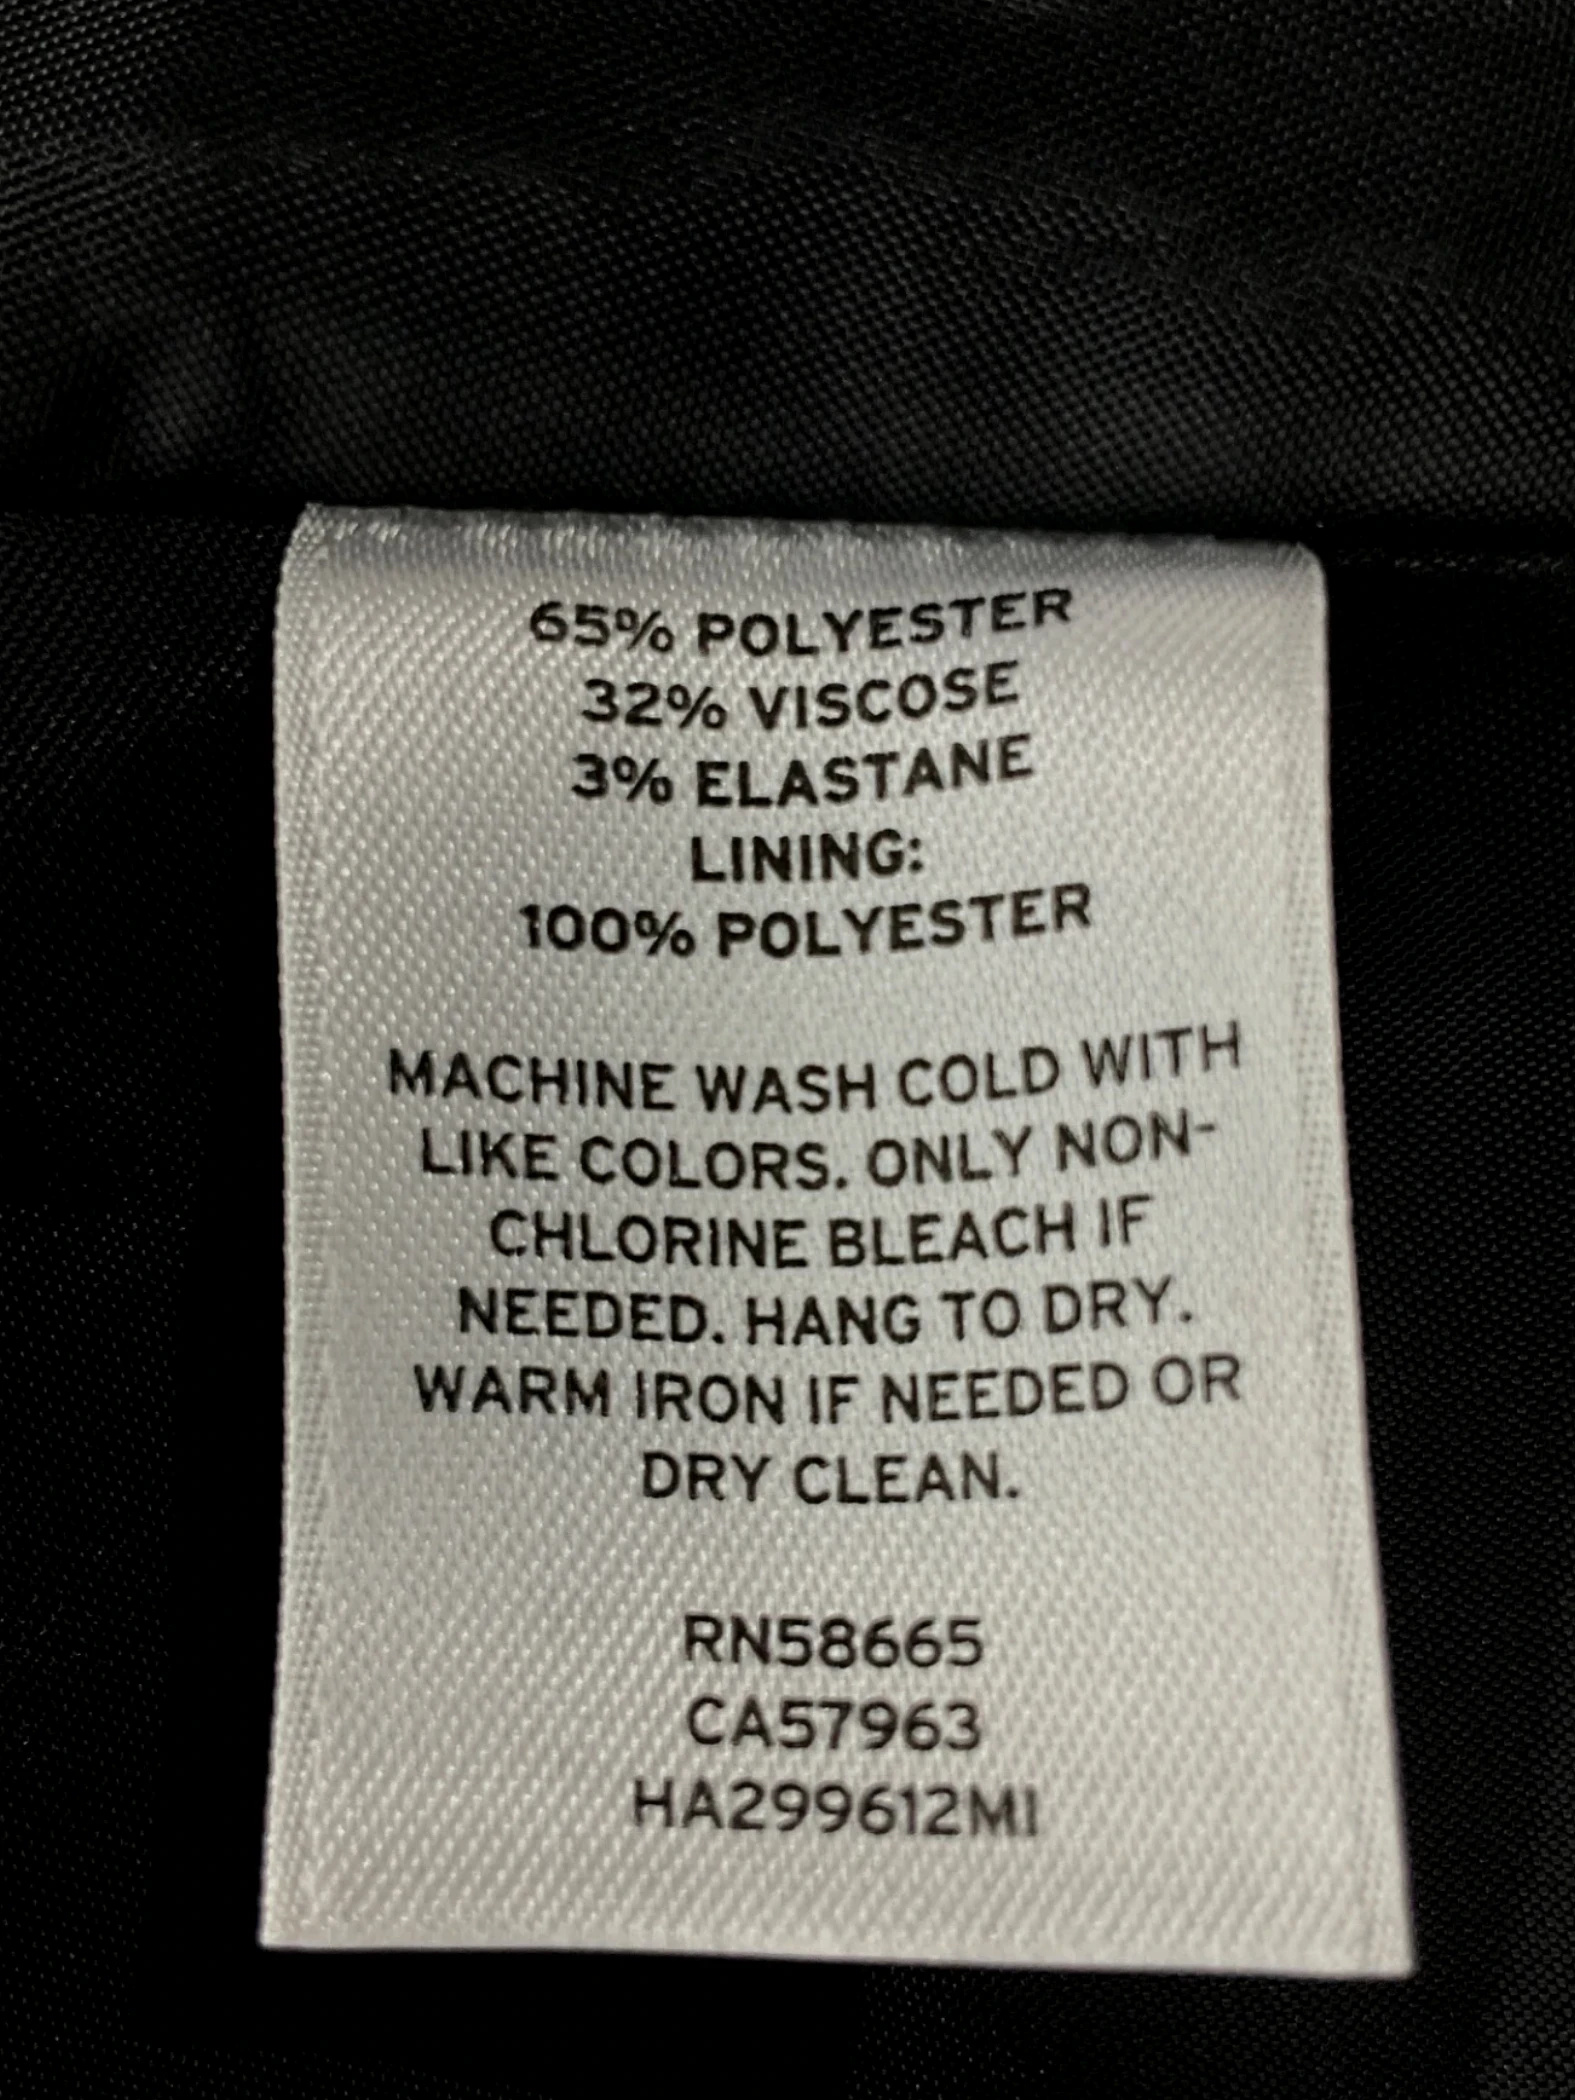 65% POLYESTER
32% VISCOSE
3% ELASTANE
LINING:
100% POLYESTER
MACHINE WASH COLD WITH
LIKE COLORS. ONLY NON-
CHLORINE BLEACH IF
NEEDED. HANG TO DRY.
WARM IRON IF NEEDED OR
DRY CLEAN.
RN58665
CA57963
HA299612MI